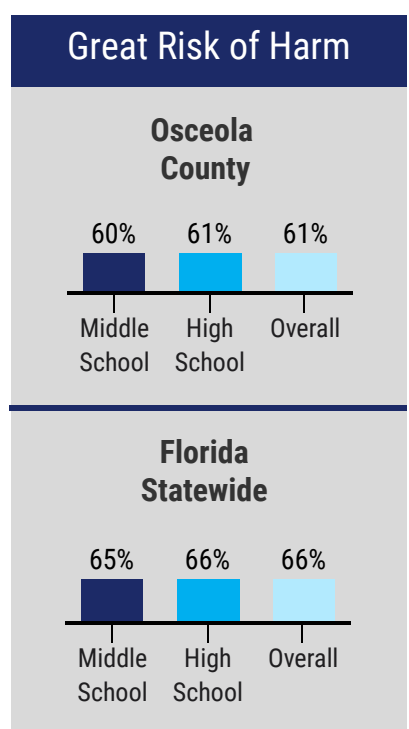 Great Risk of Harm
Osceola
County
60% 61% 61%
Middle High Overall
School School
Florida
Statewide
65% 66% 66%
Middle High Overall
School School